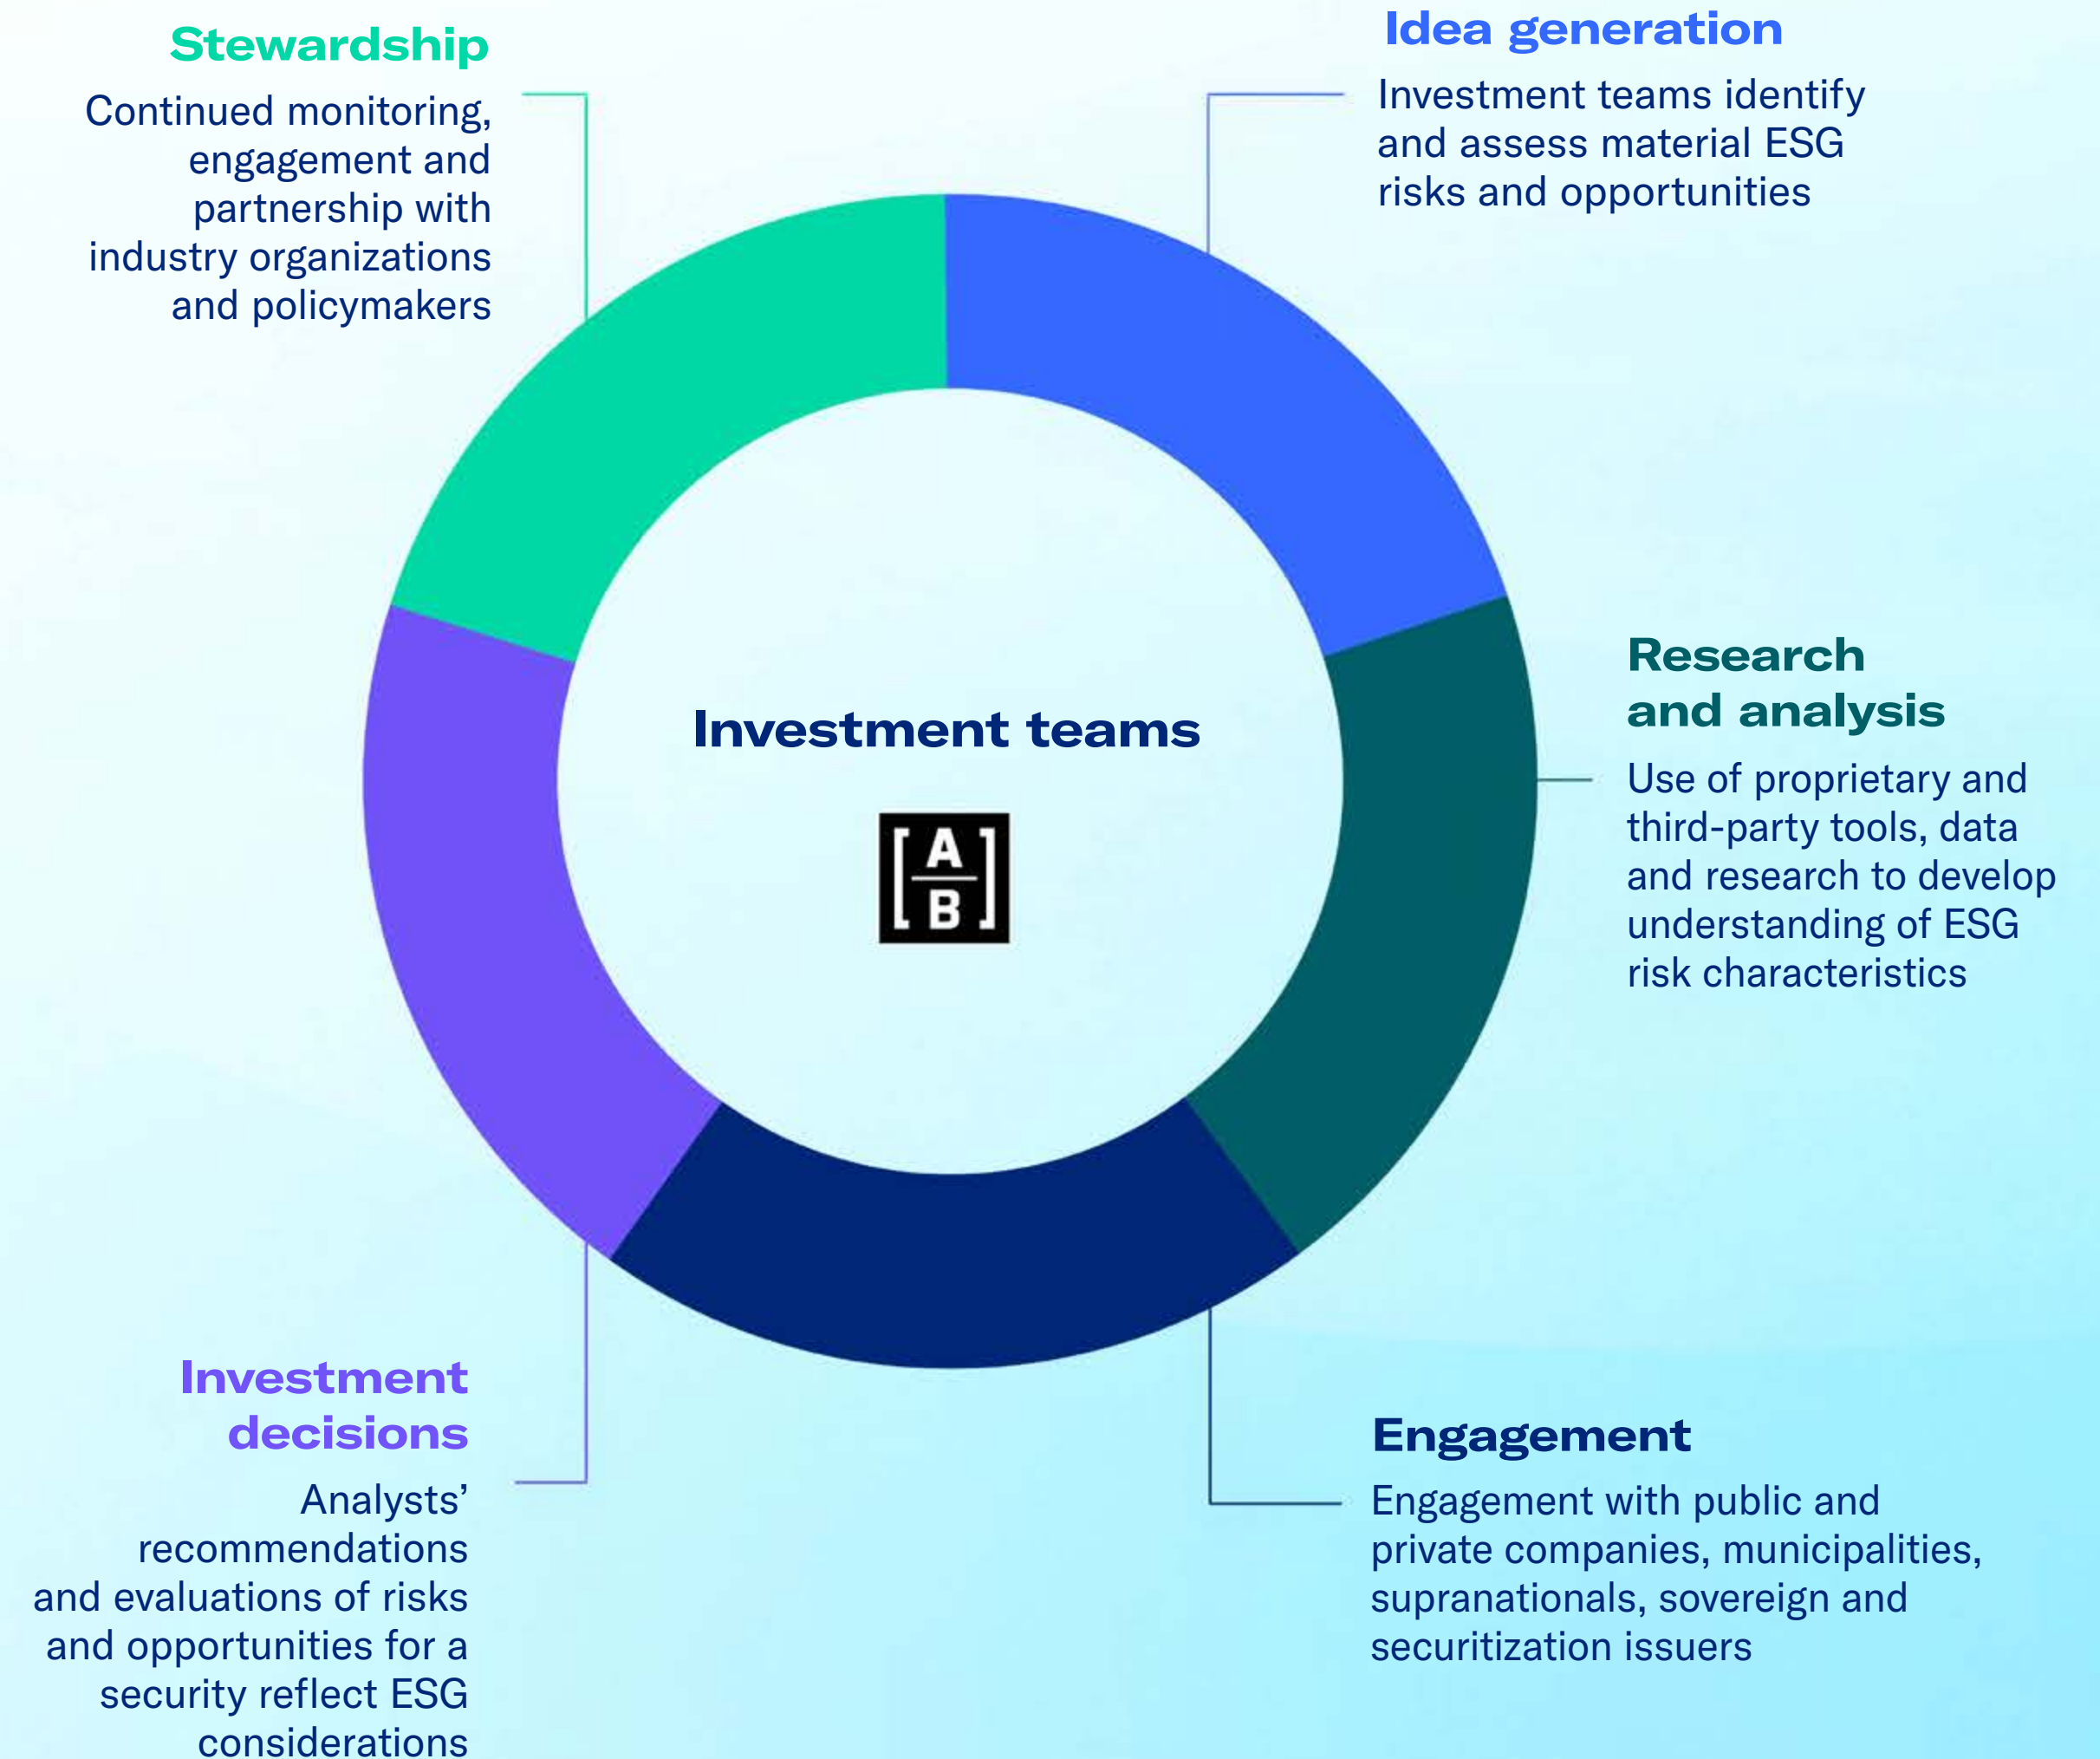 Stewardship
Continued monitoring,
engagement and
partnership with
industry organizations
and policymakers
Idea generation
Investment teams identify
and assess material ESG
risks and opportunities
Research
and analysis
Use of proprietary and
third-party tools, data
and research to develop
understanding of ESG
risk characteristics
Investment teams
[A
B]
Investment
decisions
Analysts’
recommendations
and evaluations of risks
and opportunities for a
security reflect ESG
considerations
Engagement
Engagement with public and
private companies, municipalities,
supranationals, sovereign and
securitization issuers